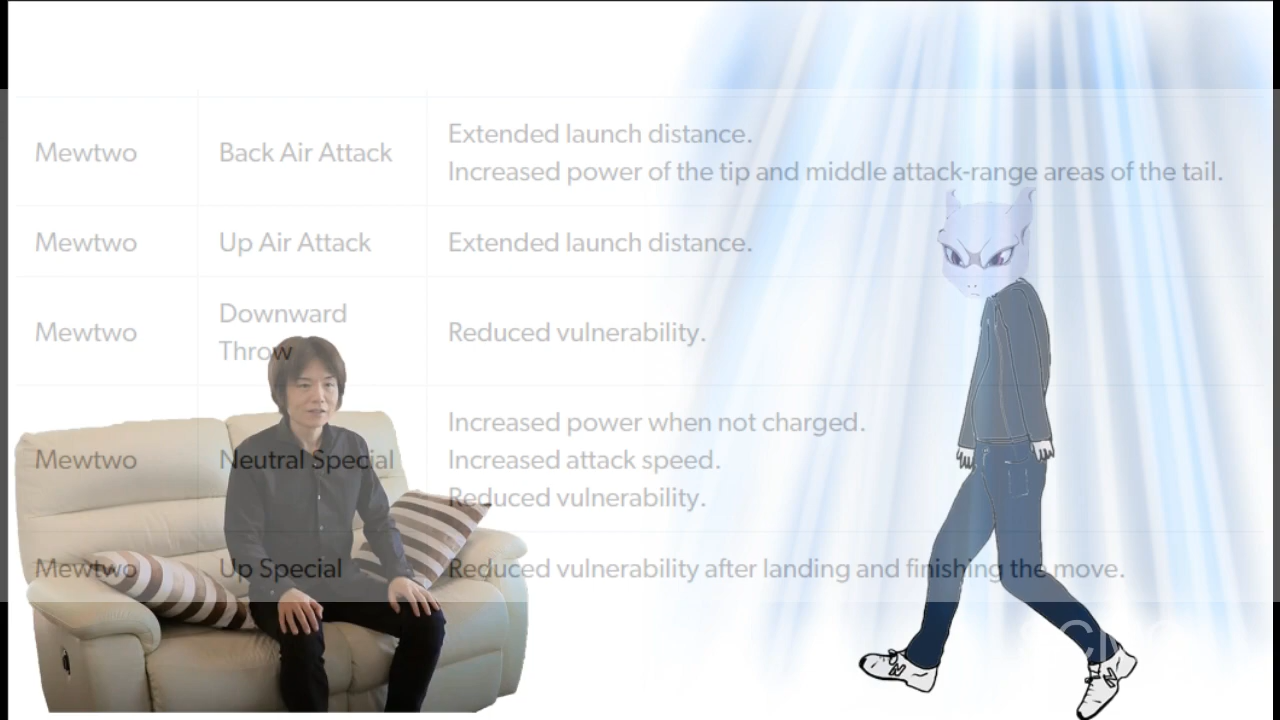 Extended launch distance.
Mewtwo Back Air Attack
Increased power of the tip and middle attack-range areas of the tail.
Mewtwo Up Air Attack Extended launch distance.
Downward
Mewtwo Reduced vulnerability.
Throw
Increased power when not charged.
Mewtwo Neutral Special Increased attack speed.
Reduced vulnerability.
Mewtwo Up Special Reduced vulnerability after landing and finishing the move.